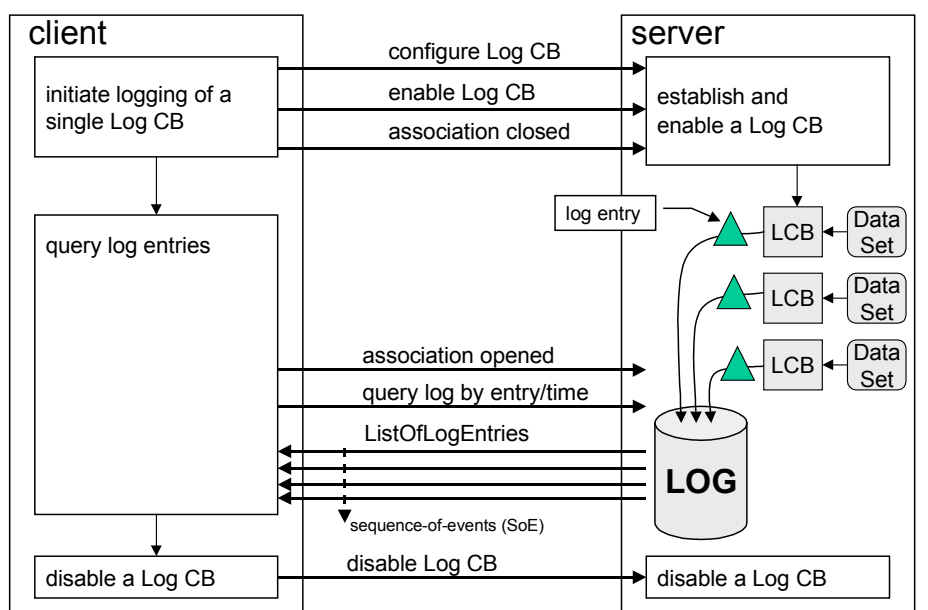 client
server
configure Log CB
initiate logging of a
single Log CB
enable Log CB
establish and
enable a Log CB
association closed
log entry
LCB
Data
Set
query log entries
LCB
Data
Set
association opened
LCB
Data
Set
query log by entry/time
ListOfLogEntries
LOG
sequence-of-events (SoE)
disable Log CB
disable a Log CB
disable a Log CB